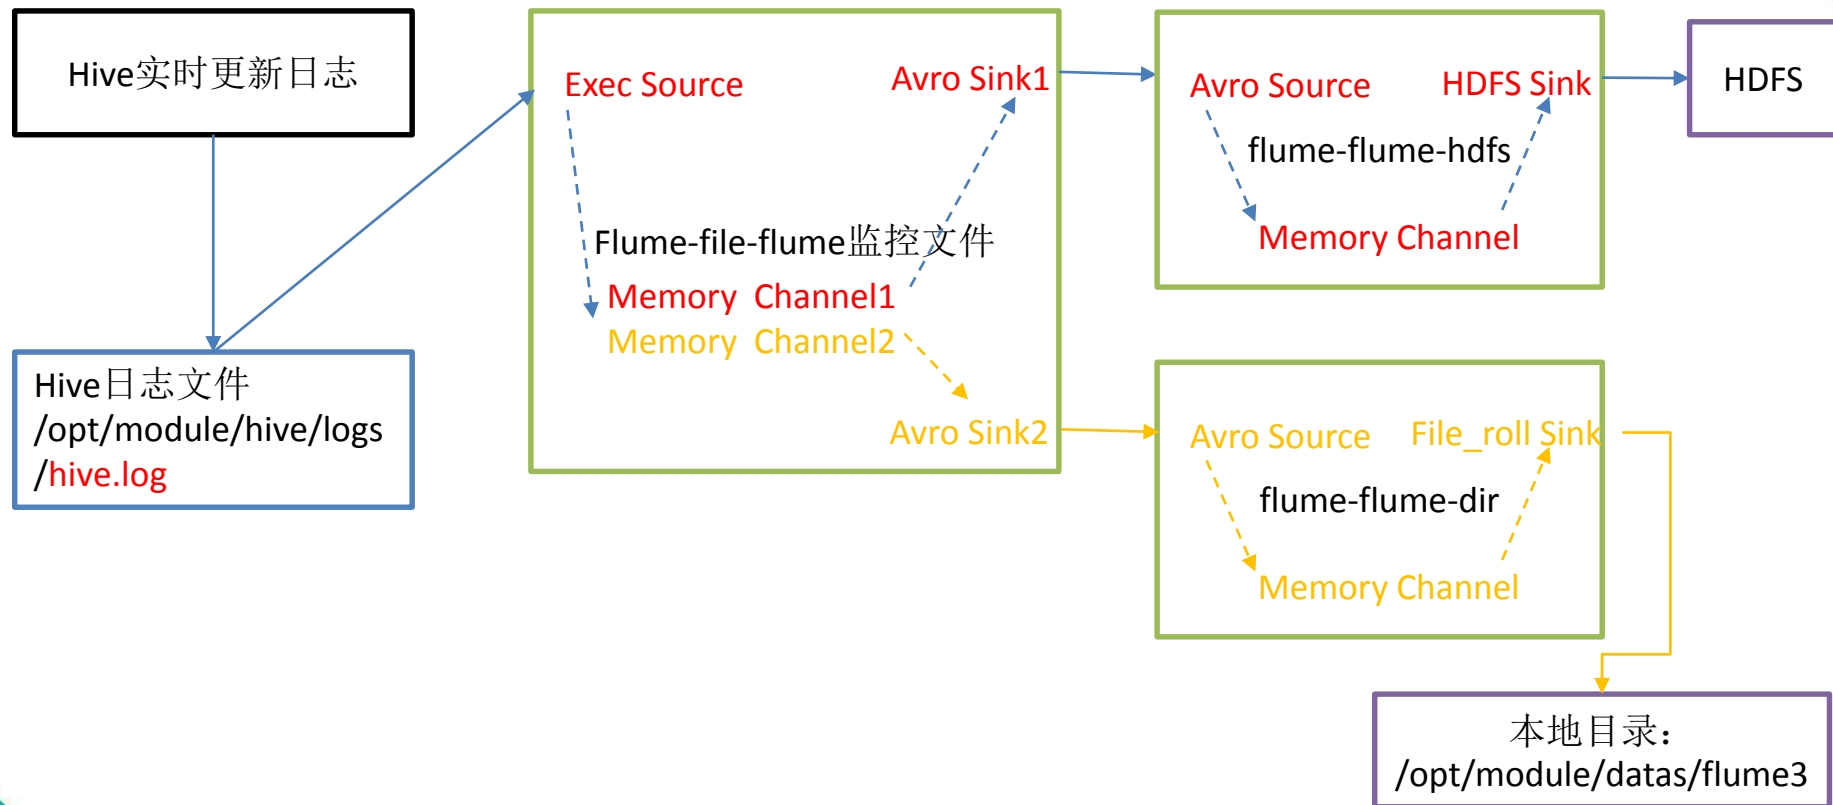 Hive实时更新日志
Hive日志文件
/opt/module/hive/logs
/hive.log
Exec Source
Avro Sink1
Flume-file-flume监控文件
Memory Channel1
Memory Channel2
Avro Sink2
Avro Source
HDFS Sink
flume-flume-hdfs
Memory Channel
HDFS
Avro Source
File_roll Sink
flume-flume-dir
Memory Channel
本地目录：
/opt/module/datas/flume3